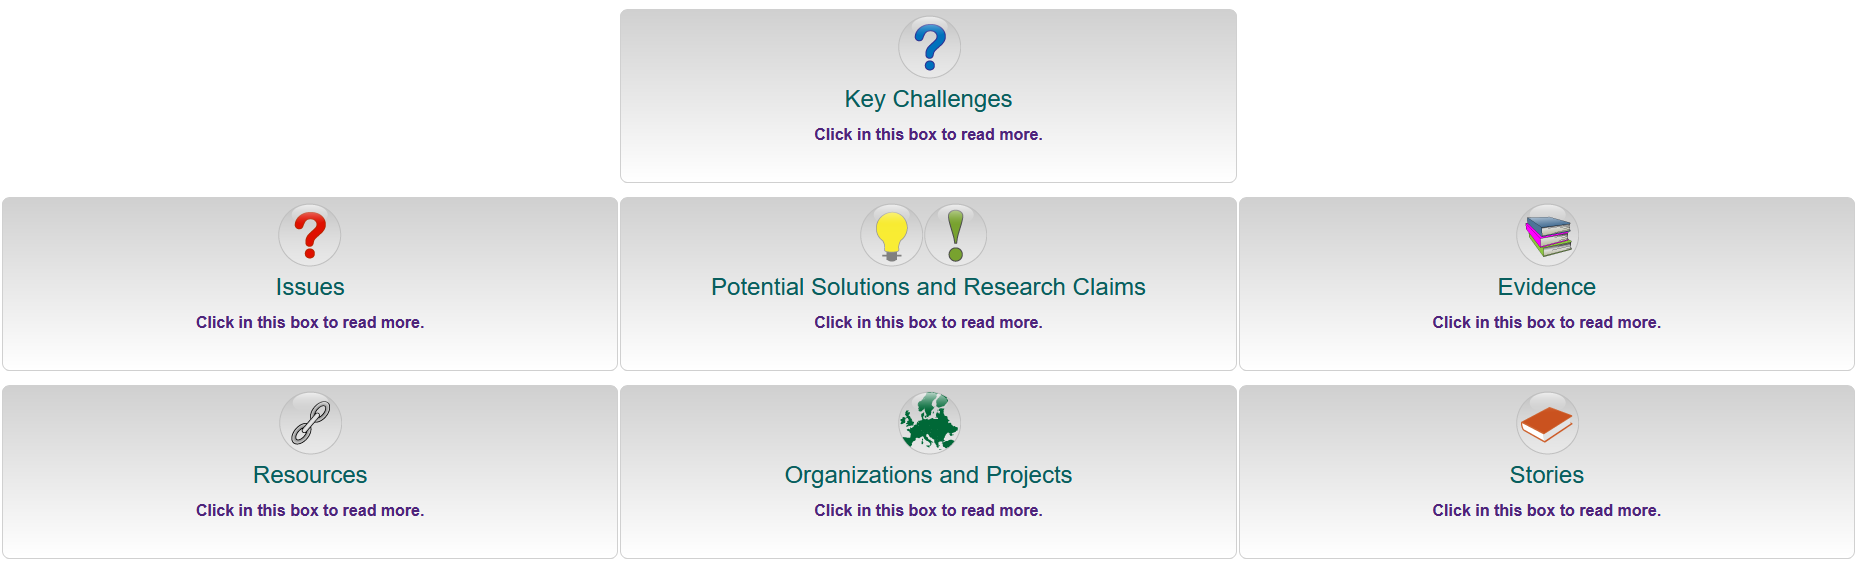 Key Challenges
Click in this box to read more.
Issues
Click in this box to read more.
Potential Solutions and Research Claims
Click in this box to read more.
Evidence
Click in this box to read more.
Resources
Click in this box to read more.
Organizations and Projects
Click in this box to read more.
Stories
Click in this box to read more.